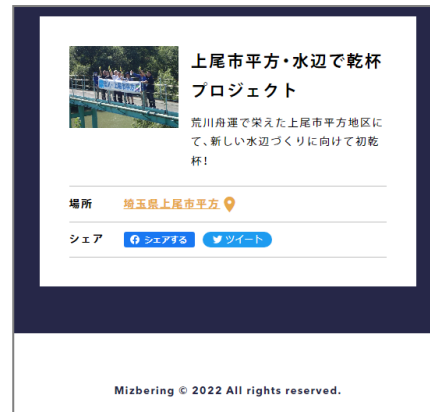 上尾市平方・水辺で乾杯
プロジェクト
荒川舟運で栄えた上尾市平方地区に
て、新しい水辺づくりに向けて初乾
杯！
場所 埼玉県上尾市平方
シェア シェアする ツイート
Mizbering © 2022 All rights reserved.